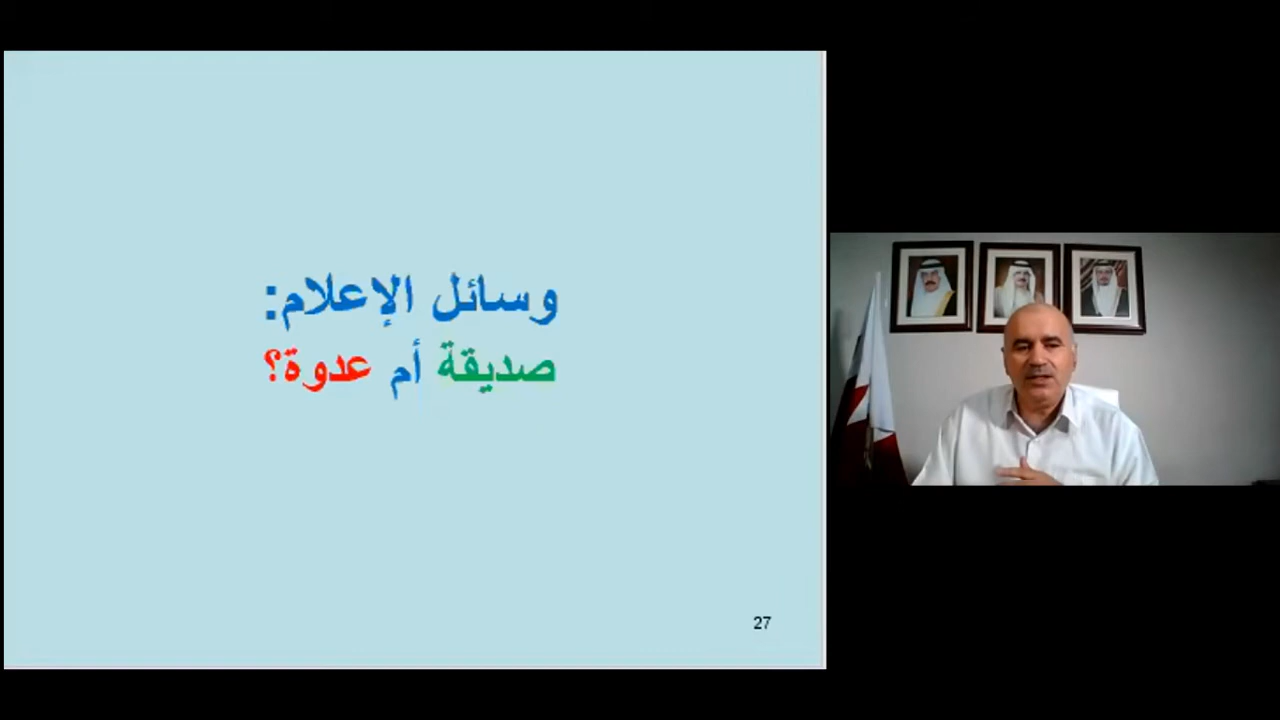 وسائل الإعلام:
صديقة أم عدوة؟
27